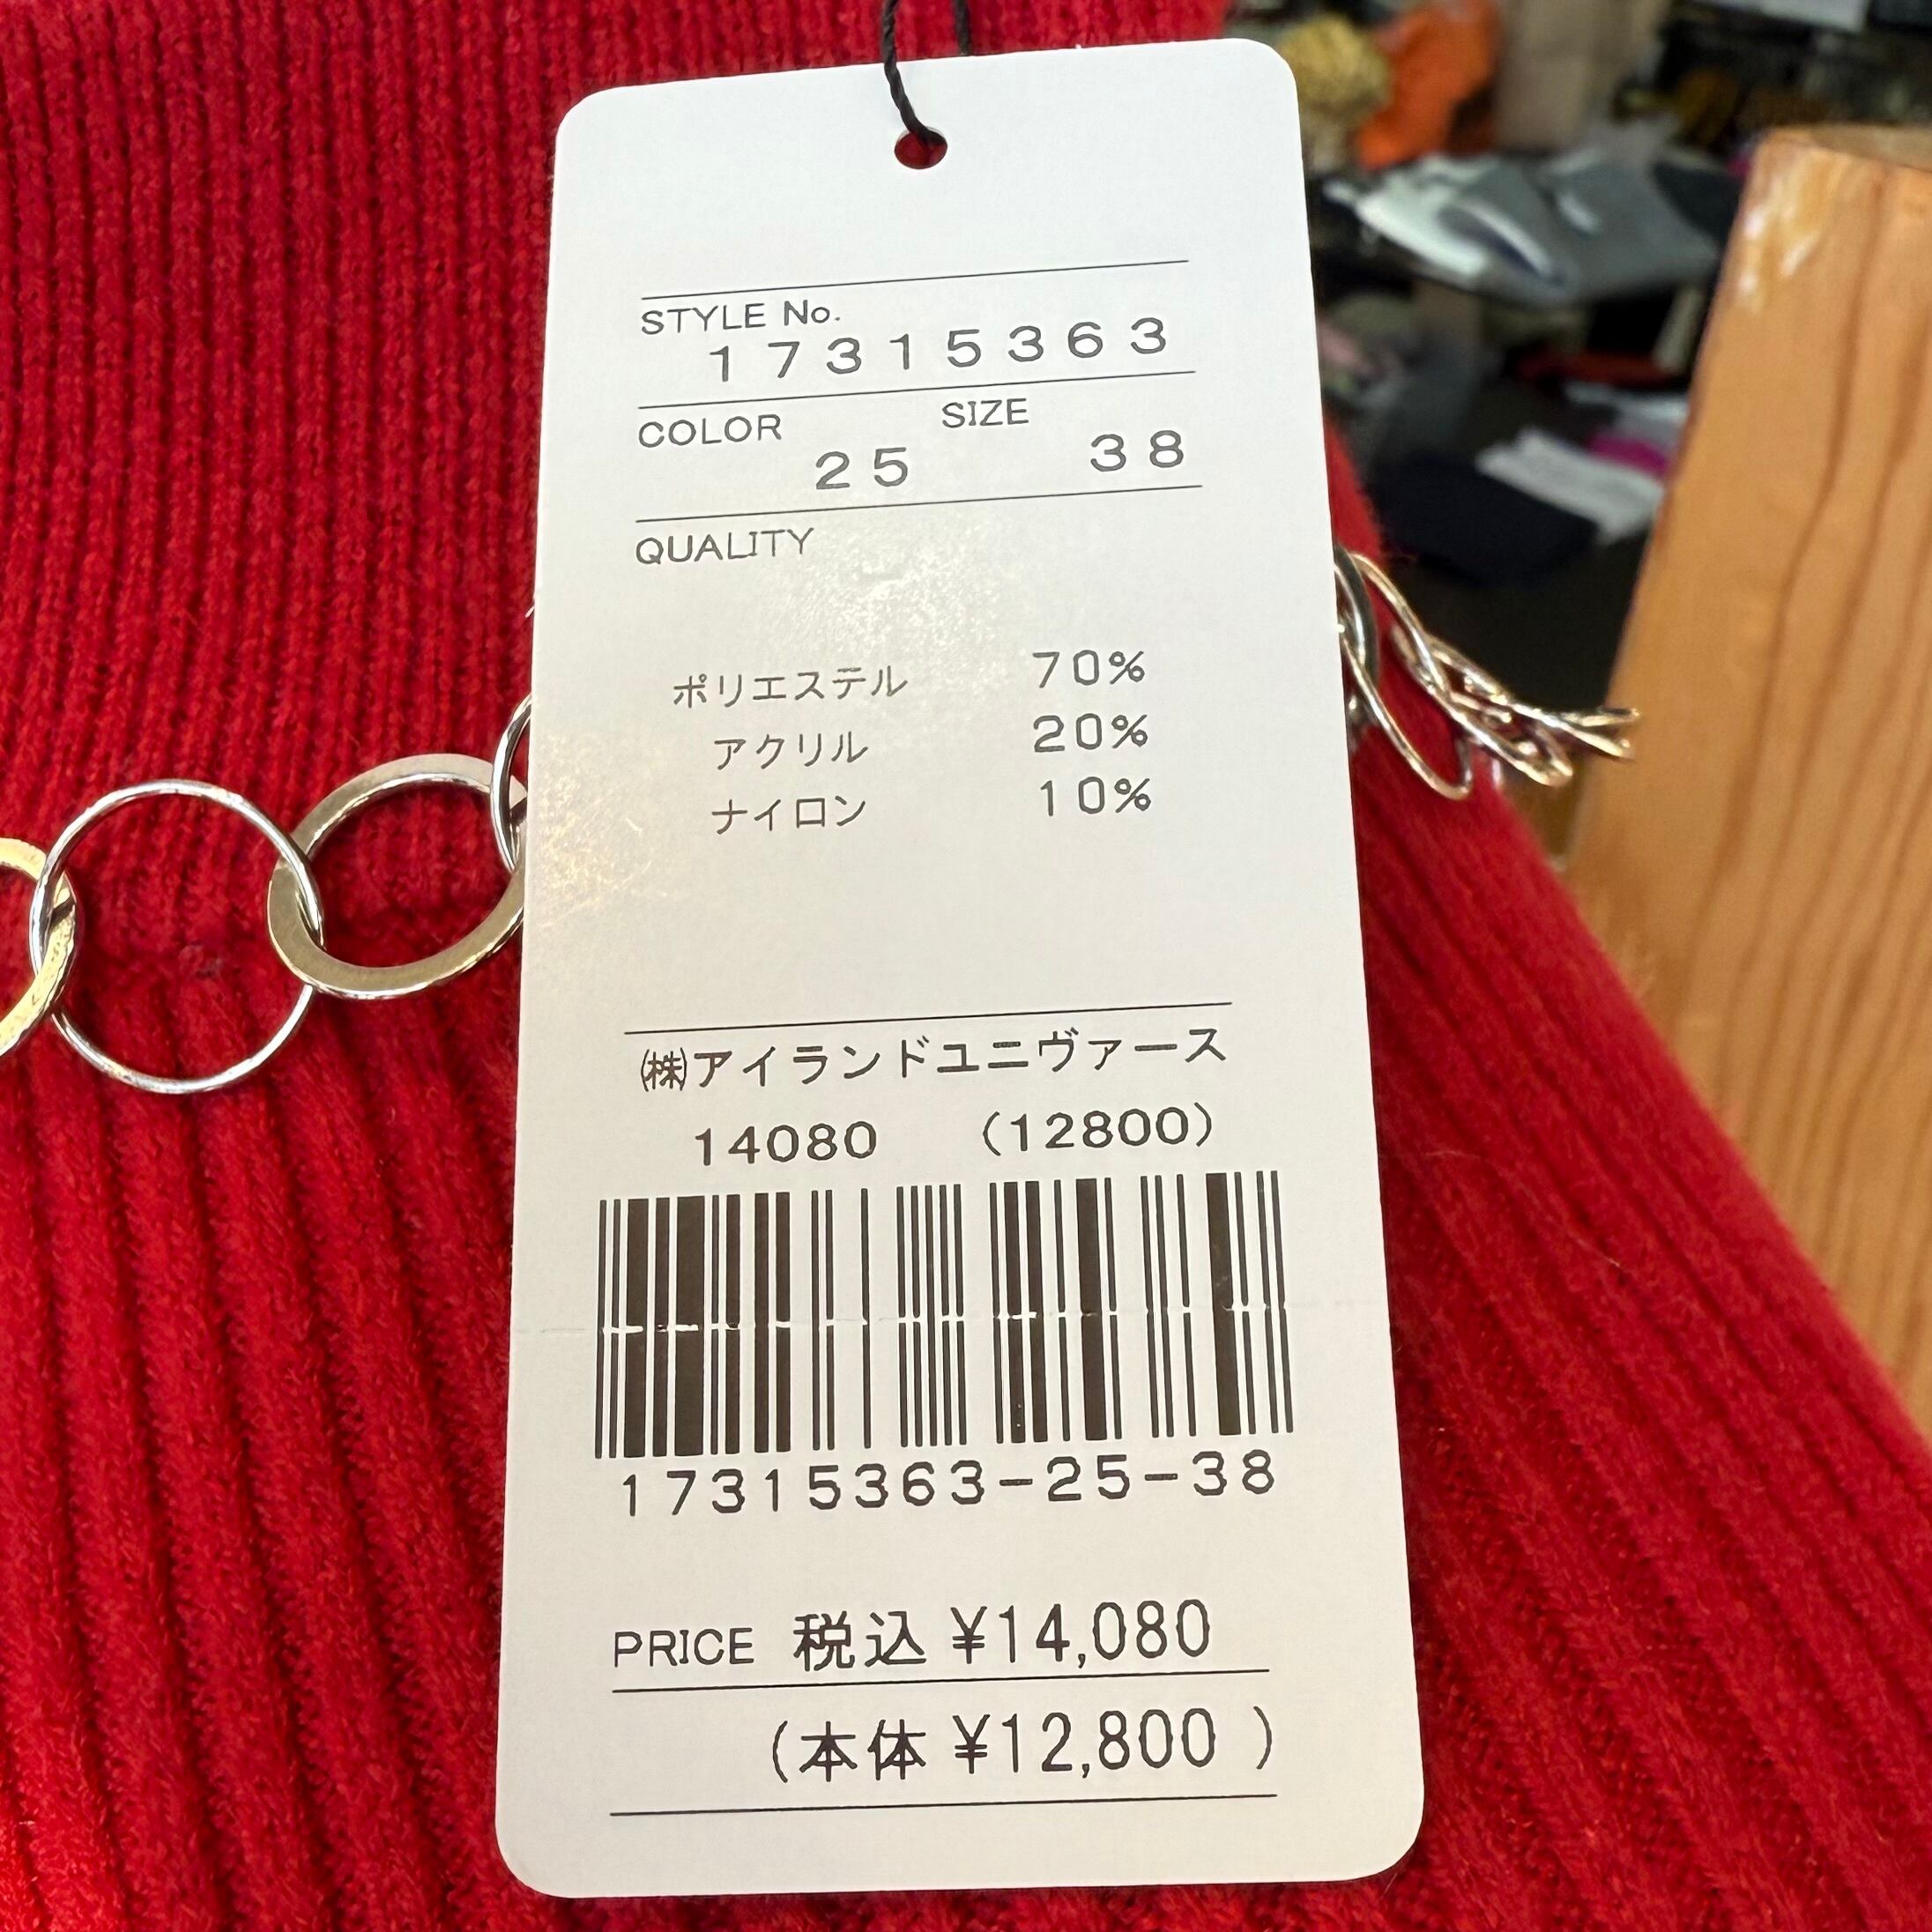 STYLE No.
17315363
COLOR SIZE
25 38
QUALITY
ポリエステル 70%
アクリル 20%
ナイロン 10%
㈱アイランドユニヴァース
14080 (12800)
17315363-25-38
PRICE 税込 ¥14,080
(本体 ¥12,800 )